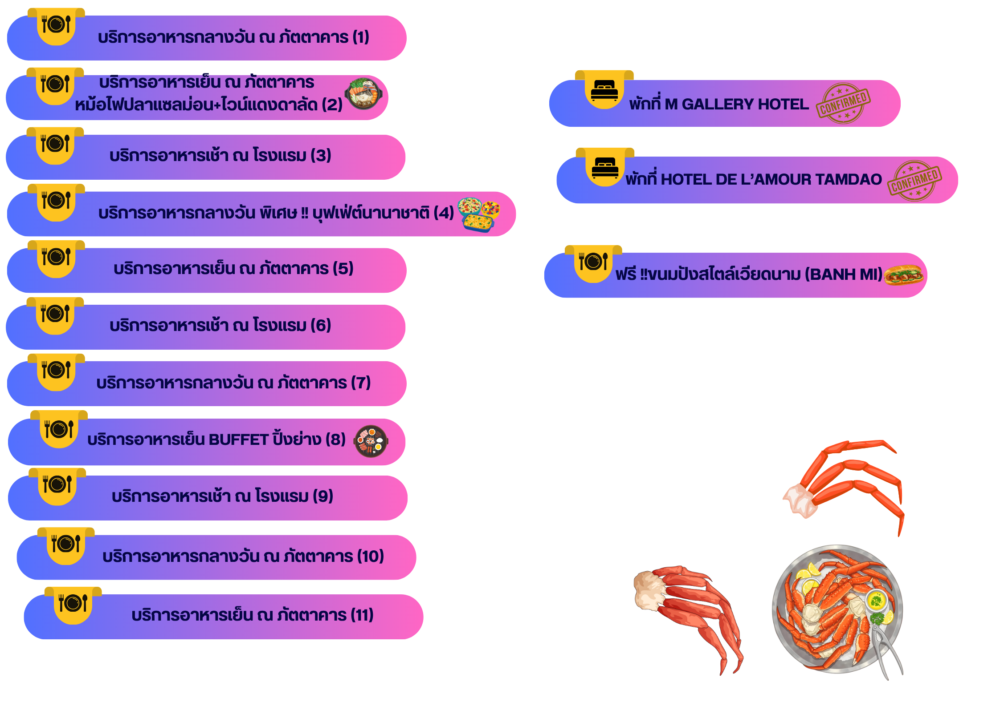 บริการอาหารกลางวัน ณ ภัตตาคาร (1)
บริการอาหารเย็น ณ ภัตตาคาร
หม้อไฟปลาแซลม่อน+ไวน์แดงดาลัด (2)
บริการอาหารเช้า ณ โรงแรม (3)
บริการอาหารกลางวัน พิเศษ !! บุฟเฟ่ต์นานาชาติ (4)
บริการอาหารเย็น ณ ภัตตาคาร (5)
บริการอาหารเช้า ณ โรงแรม (6)
บริการอาหารกลางวัน ณ ภัตตาคาร (7)
บริการอาหารเย็น BUFFET ปิ้งย่าง (8)
บริการอาหารเช้า ณ โรงแรม (9)
บริการอาหารกลางวัน ณ ภัตตาคาร (10)
บริการอาหารเย็น ณ ภัตตาคาร (11)
พักที่ M GALLERY HOTEL
CONFIRMED
พักที่ HOTEL DE L’AMOUR TAMDAO
CONFIRMED
ฟรี !!ขนมปังสไตล์เวียดนาม (BANH MI)